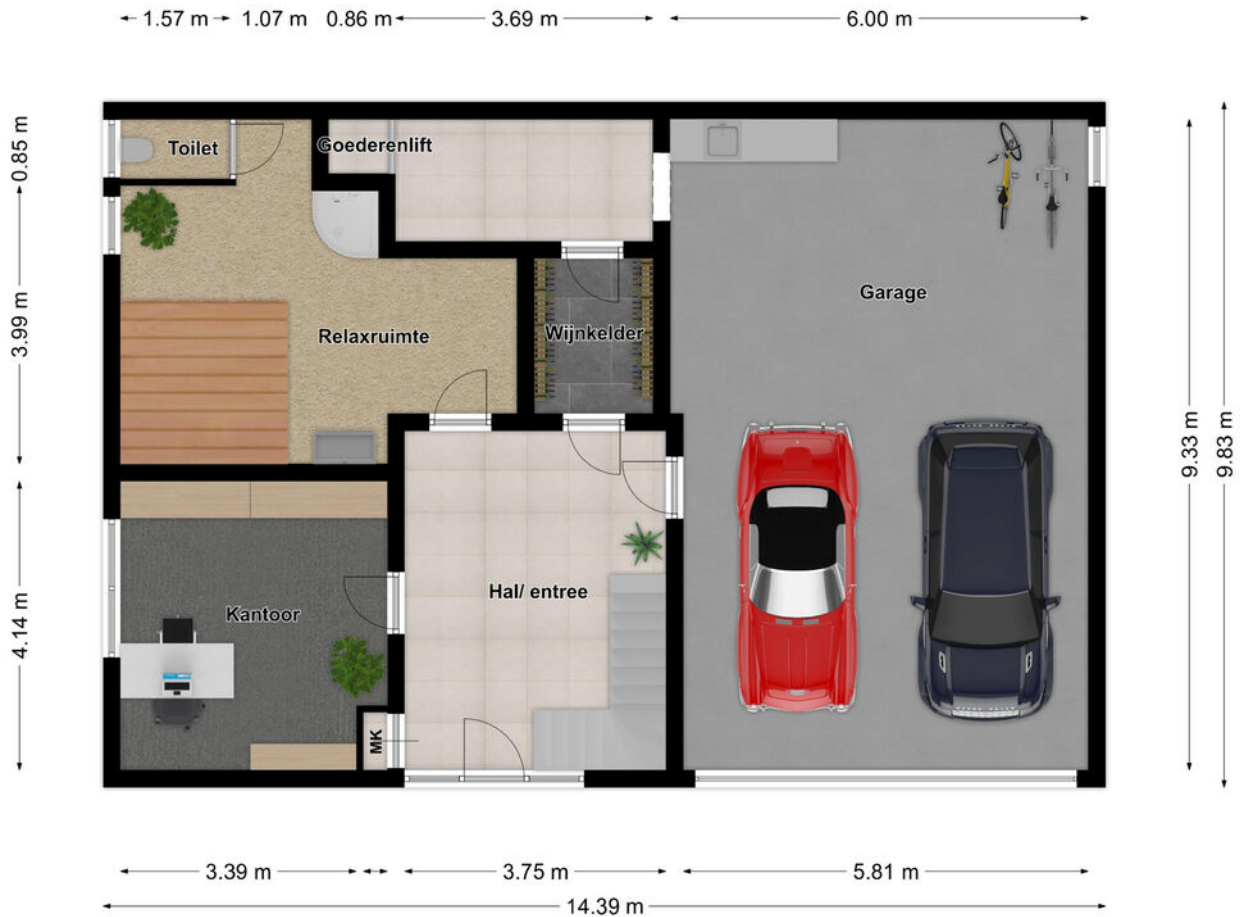 1.57 m 1.07 m 0.86 m 3.69 m 6.00 m
Toilet
Goederenlift
0.85 m
Garage
3.99 m
Relaxruimte
Wijnkelder
9.33 m
9.83 m
Hal/ entree
Kantoor
4.14 m
MK
3.39 m 3.75 m 5.81 m
14.39 m